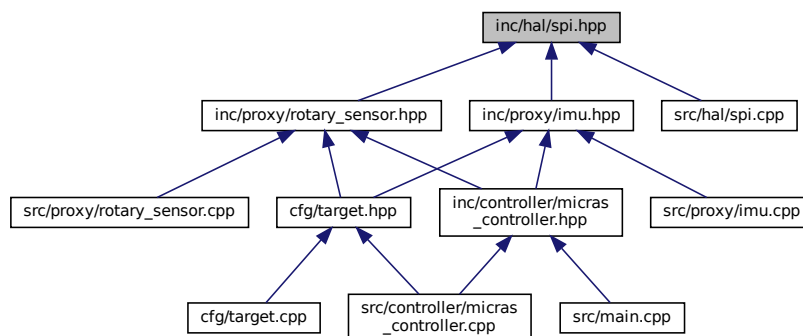 inc/hal/spi.hpp
inc/proxy/rotary_sensor.hpp
inc/proxy/imu.hpp
src/hal/spi.cpp
src/proxy/rotary_sensor.cpp
cfg/target.hpp
inc/controller/micras
_controller.hpp
src/proxy/imu.cpp
cfg/target.cpp
src/controller/micras
_controller.cpp
src/main.cpp